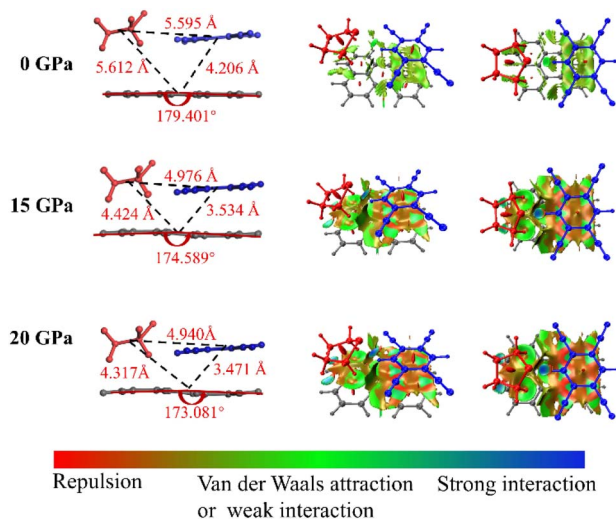 5.595 Å
0 GPa
5.612 Å
4.206 Å
179.401°
15 GPa
4.976 Å
4.424 Å
3.534 Å
174.589°
20 GPa
4.940Å
4.317Å
3.471 Å
173.081°
Repulsion
Van der Waals attraction
or weak interaction
Strong interaction